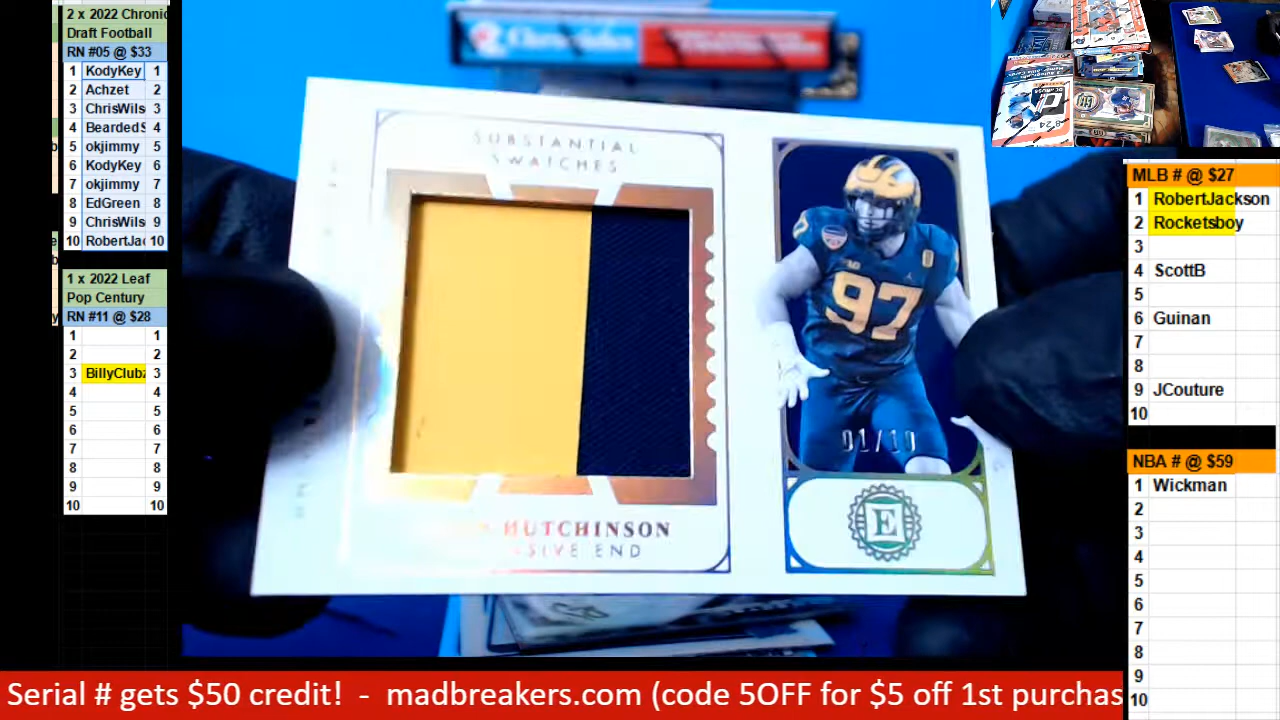 2 x 2022 Chronic
Draft Football
RN #05 @ $33
1 KodyKey 1
2 Achzet 2
3 ChrisWils 3
4 BeardedS 4
5 okjimmy 5
6 KodyKey 6
7 okjimmy 7
8 EdGreen 8
9 ChrisWils 9
10 RobertJac 10
1 x 2022 Leaf
Pop Century
RN #11 @ $28
1 1
2 2
3 BillyClubz 3
4 4
5 5
6 6
7 7
8 8
9 9
10 10
Chronicles
SUBSTANTIAL
SWATCHES
HUTCHINSON
SIVE END
97
01/10
E
MLB # @ $27
1 RobertJackson
2 Rocketsboy
3
4 ScottB
5
6 Guinan
7
8
9 JCouture
10
NBA # @ $59
1 Wickman
2
3
4
5
6
7
8
9
10
Serial # gets $50 credit! - madbreakers.com (code 5OFF for $5 off 1st purchas